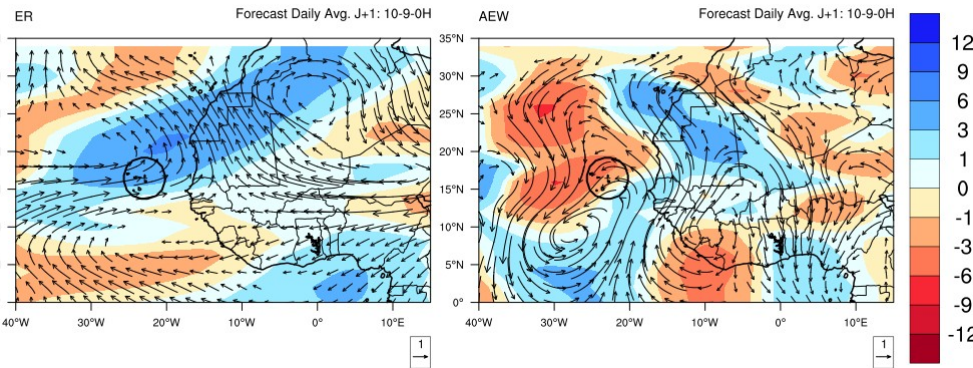 ER
Forecast Daily Avg. J+1: 10-9-0H
AEW
Forecast Daily Avg. J+1: 10-9-0H
35°N
30°N
25°N
20°N
15°N
10°N
5°N
0°
40°W
30°W
20°W
10°W
0°
10°E
40°W
30°W
20°W
10°W
0°
10°E
1
1
12
9
6
3
1
-1
-3
-6
-9
-12